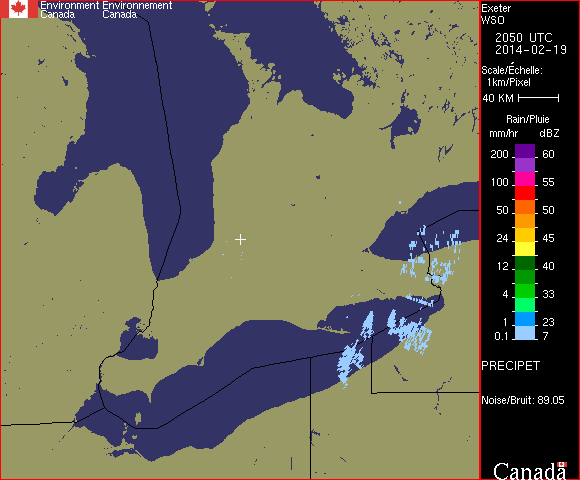 Environment Environnement
Canada Canada
Exeter
WSO
2050 UTC
2014-02-19
Scale/Échelle:
1km/Pixel
40 KM
Rain/Pluie
mm/hr dBZ
200 60
100 55
50 50
24 45
12 40
4 33
1 23
0.1 7
PRECIPET
Noise/Bruit: 89.05
Canada